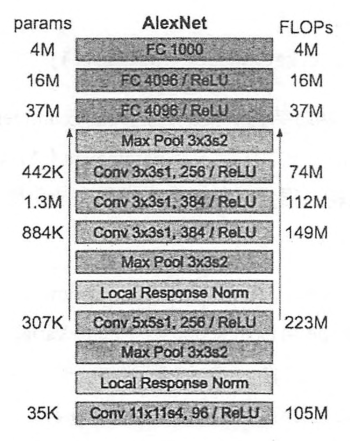 params AlexNet FLOPs
4M FC 1000 4M
16M FC 4096 / ReLU 16M
37M FC 4096 / ReLU 37M
Max Pool 3x3s2
442K Conv 3x3s1, 256 / ReLU 74M
1.3M Conv 3x3s1, 384 / ReLU 112M
884K Conv 3x3s1, 384 / ReLU 149M
Max Pool 3x3s2
Local Response Norm
307K Conv 5x5s1, 256 / ReLU 223M
Max Pool 3x3s2
Local Response Norm
35K Conv 11x11s4, 96 / ReLU 105M